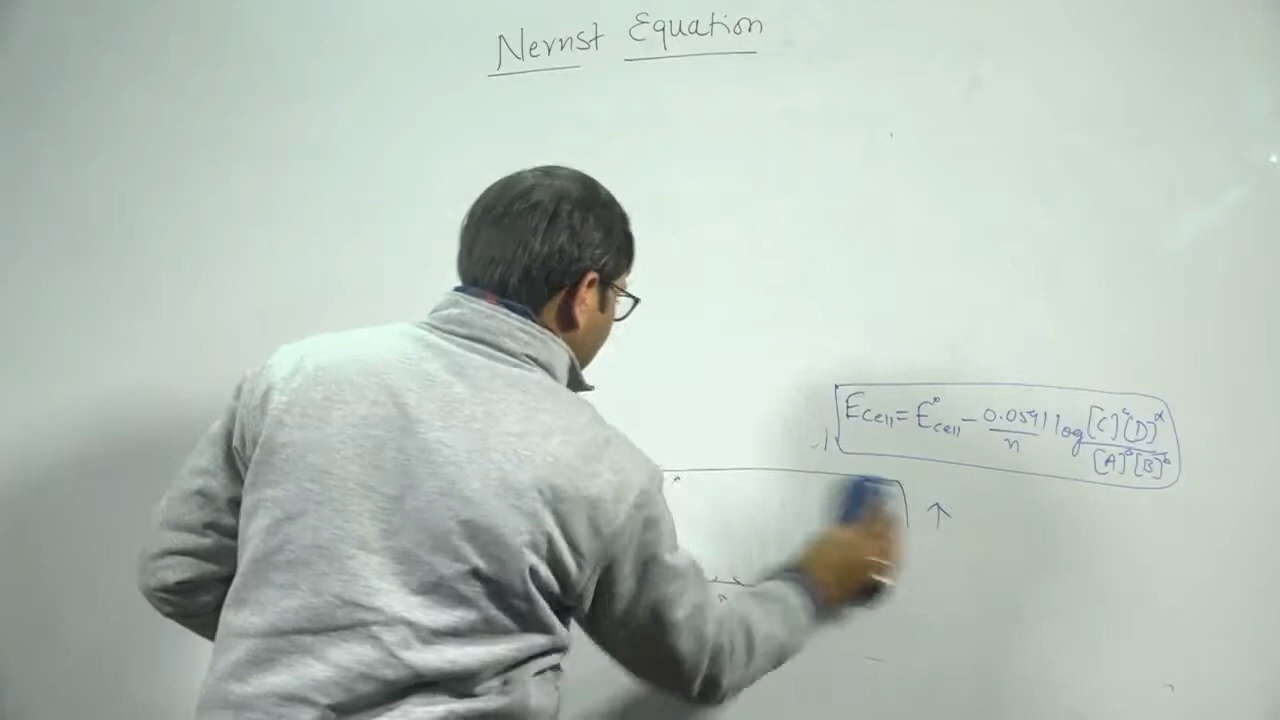 Nernst Equation
Ecell = E°cell - 0.0591/n log [C]^c[D]^d/[A]^a[B]^b